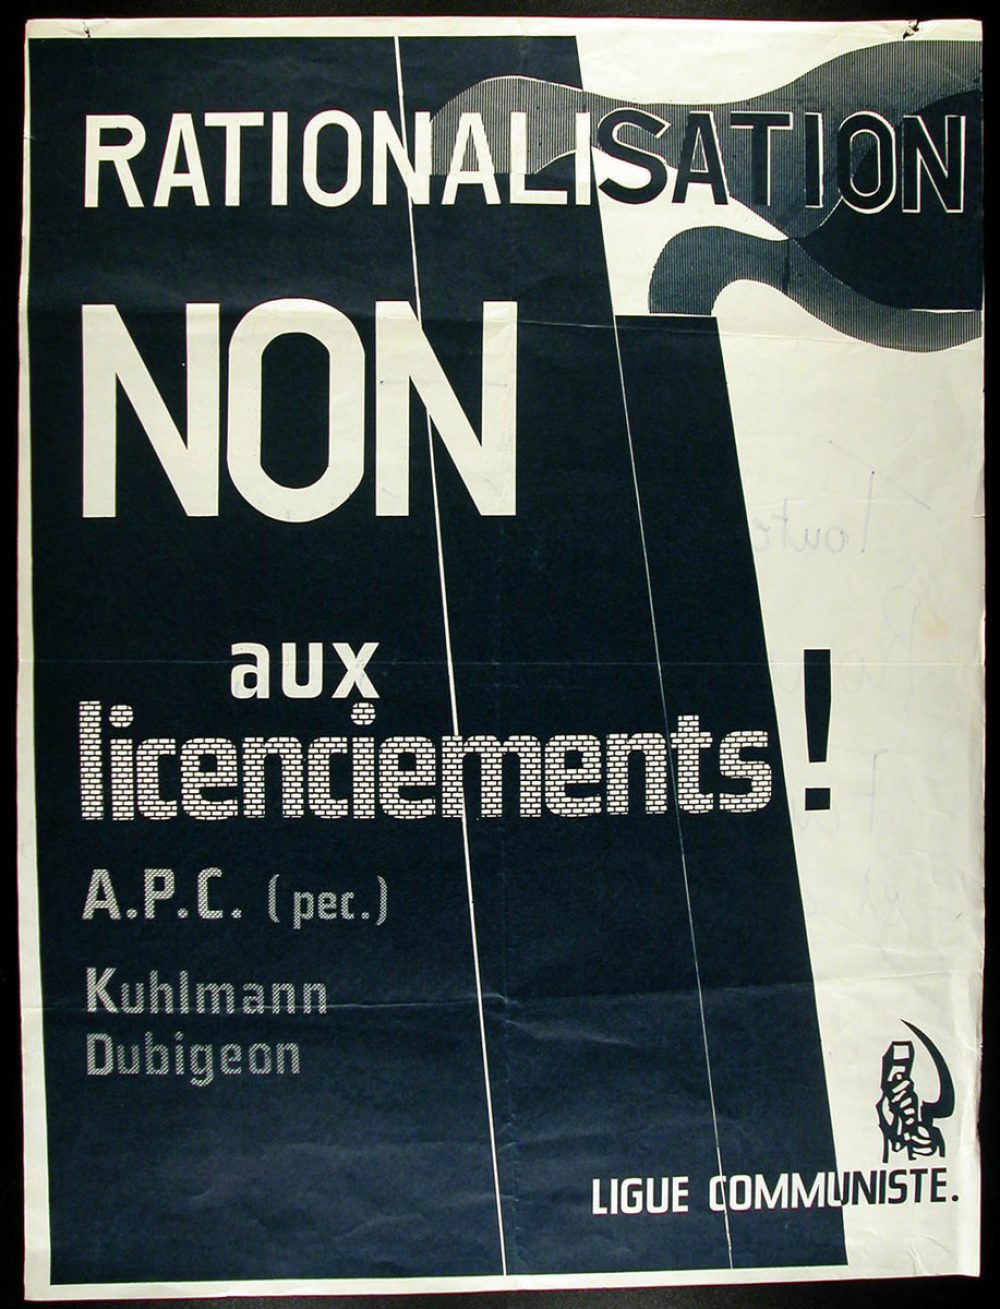 RATIONALISATION
NON
aux
licenciements !
A.P.C. (pec.)
Kuhlmann
Dubigeon
LIGUE COMMUNISTE.